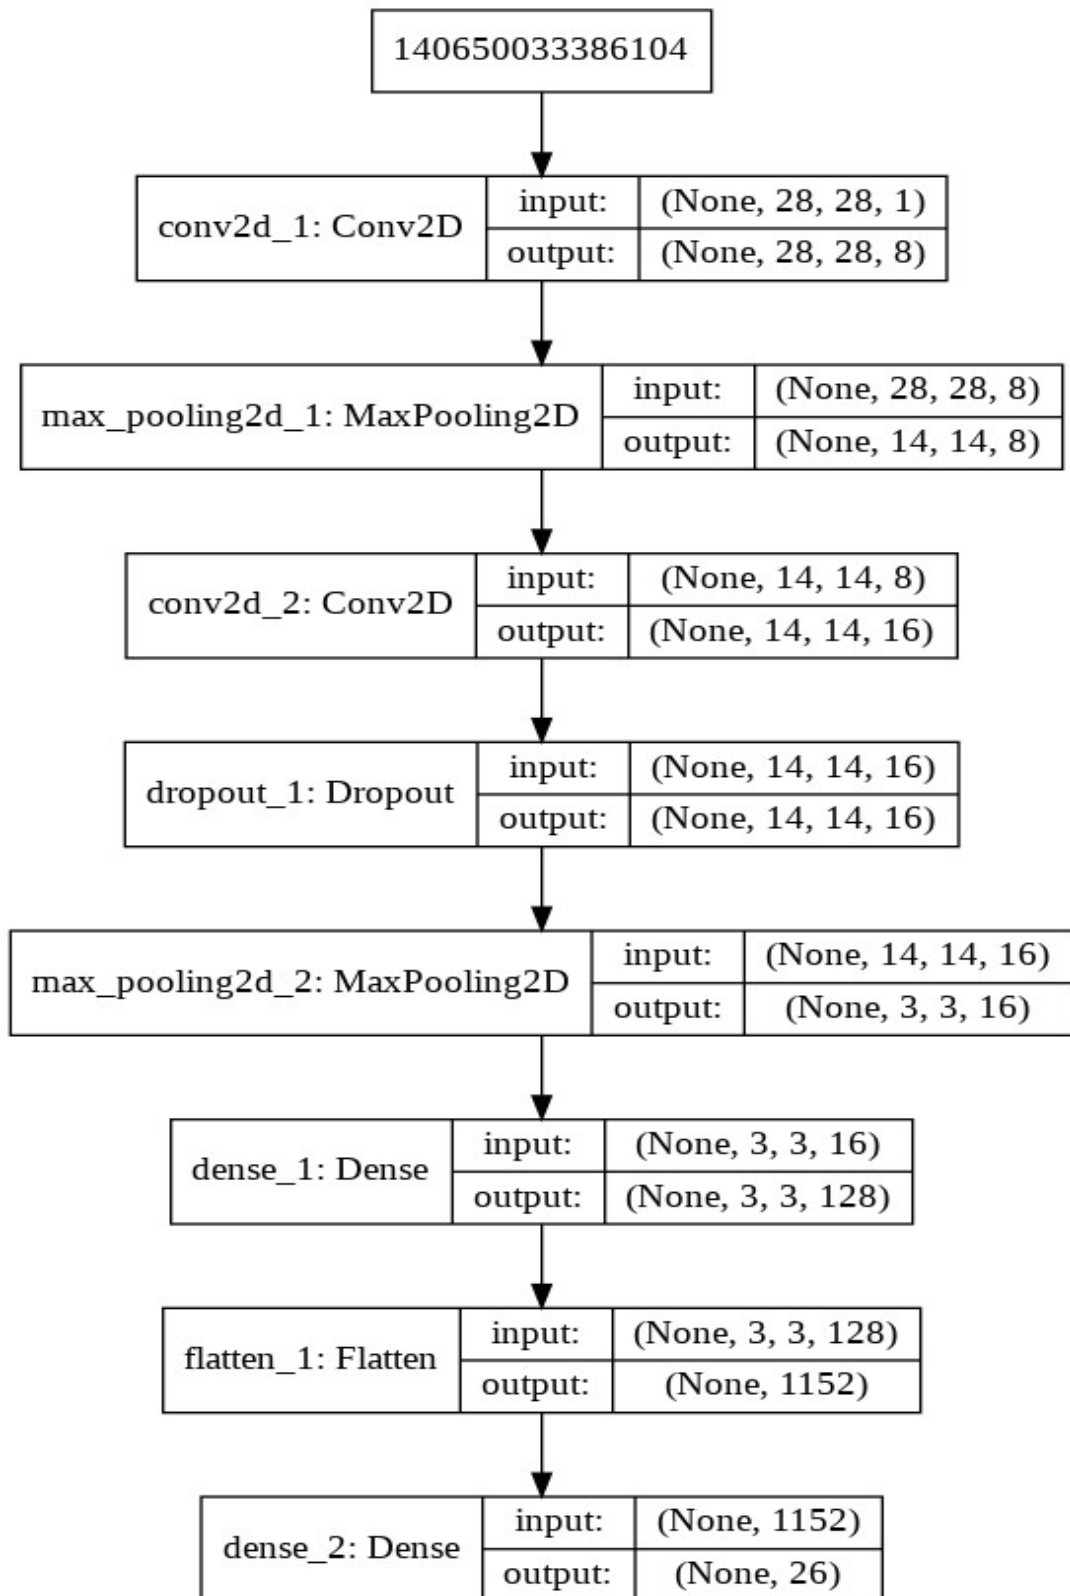 140650033386104
conv2d_1: Conv2D
input: (None, 28, 28, 1)
output: (None, 28, 28, 8)
max_pooling2d_1: MaxPooling2D
input: (None, 28, 28, 8)
output: (None, 14, 14, 8)
conv2d_2: Conv2D
input: (None, 14, 14, 8)
output: (None, 14, 14, 16)
dropout_1: Dropout
input: (None, 14, 14, 16)
output: (None, 14, 14, 16)
max_pooling2d_2: MaxPooling2D
input: (None, 14, 14, 16)
output: (None, 3, 3, 16)
dense_1: Dense
input: (None, 3, 3, 16)
output: (None, 3, 3, 128)
flatten_1: Flatten
input: (None, 3, 3, 128)
output: (None, 1152)
dense_2: Dense
input: (None, 1152)
output: (None, 26)